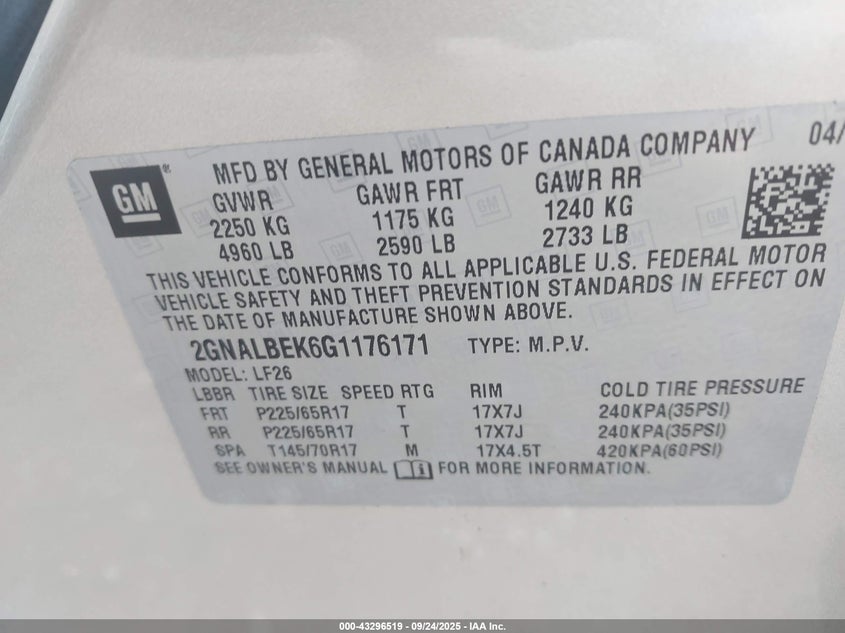 GM ® MFD BY GENERAL MOTORS OF CANADA COMPANY 04/
GVWR GAWR FRT GAWR RR
2250 KG 1175 KG 1240 KG
4960 LB 2590 LB 2733 LB
THIS VEHICLE CONFORMS TO ALL APPLICABLE U.S. FEDERAL MOTOR
VEHICLE SAFETY AND THEFT PREVENTION STANDARDS IN EFFECT ON
THE DATE OF MANUFACTURE SHOWN ABOVE.
2GNALBEK6G1176171 TYPE: M.P.V.
MODEL: LF26
LBBR TIRE SIZE SPEED RTG RIM COLD TIRE PRESSURE
FRT P225/65R17 T 17X7J 240KPA(35PSI)
RR P225/65R17 T 17X7J 240KPA(35PSI)
SPA T145/70R17 M 17X4.5T 420KPA(60PSI)
SEE OWNER'S MANUAL FOR MORE INFORMATION.
000-43296519 - 09/24/2025 - IAA Inc.